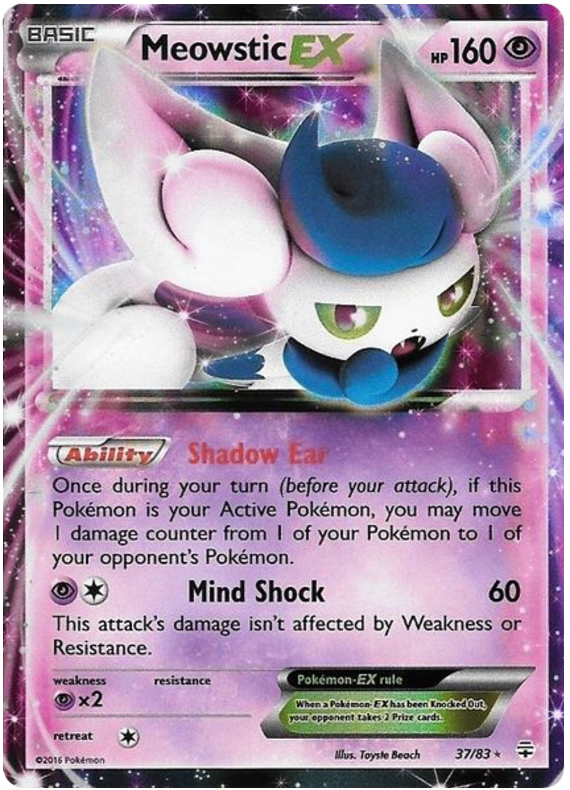 BASIC
Meowstic EX
HP160
Ability Shadow Ear
Once during your turn (before your attack), if this
Pokémon is your Active Pokémon, you may move
1 damage counter from 1 of your Pokémon to 1 of
your opponent's Pokémon.
Mind Shock 60
This attack's damage isn't affected by Weakness or
Resistance.
weakness resistance
×2
Pokémon-EX rule
When a Pokémon-EX has been Knocked Out,
your opponent takes 2 Prize cards.
retreat
©2016 Pokémon
Illus. Toyste Beach 37/83